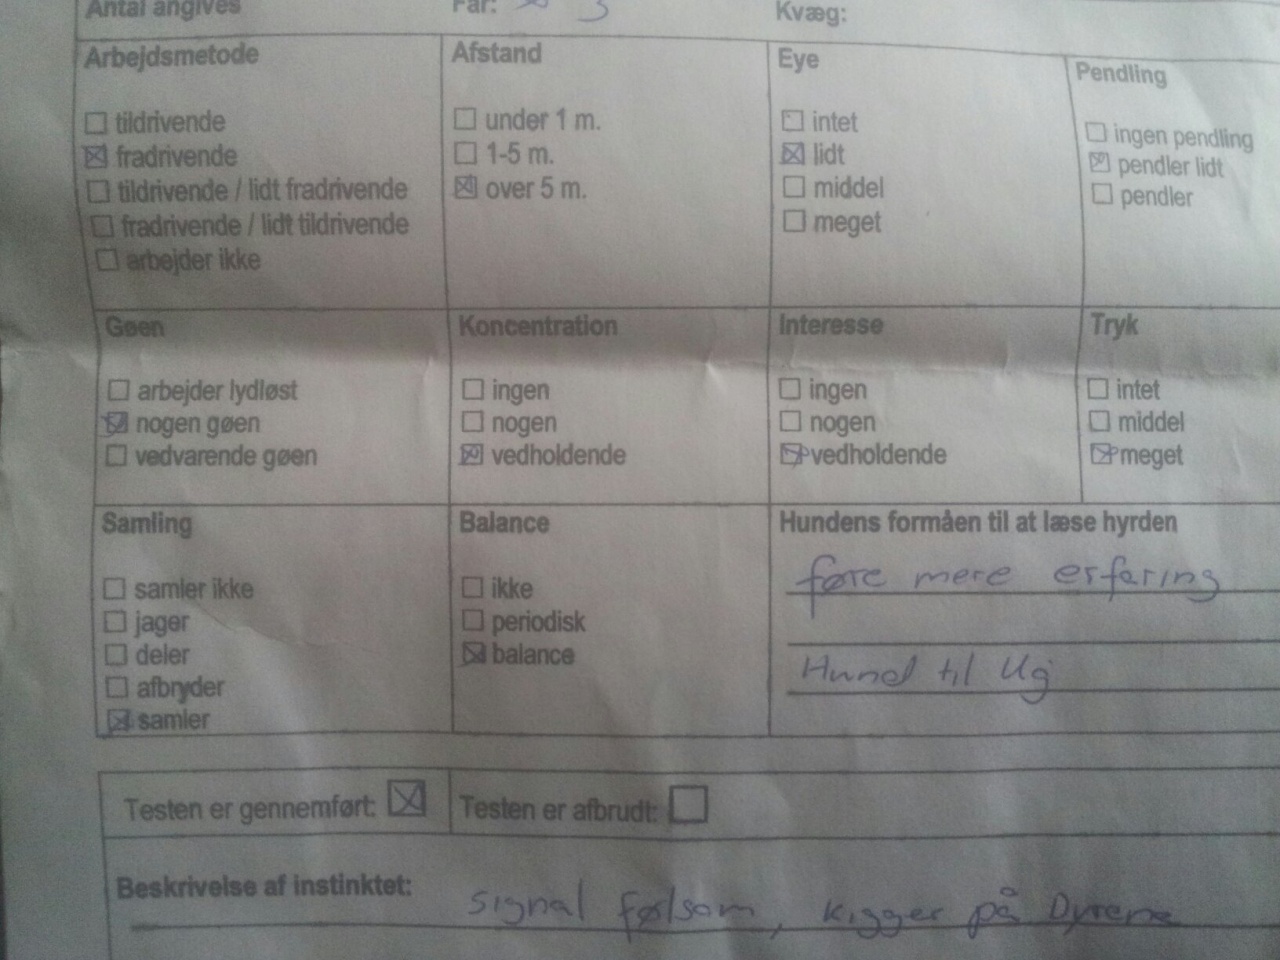 Antal angives Får: 3 Kvæg:
Arbejdsmetode
☐ tildrivende
☒ fradrivende
☐ tildrivende / lidt fradrivende
☐ fradrivende / lidt tildrivende
☐ arbejder ikke
Afstand
☐ under 1 m.
☐ 1-5 m.
☒ over 5 m.
Eye
☐ intet
☒ lidt
☐ middel
☐ meget
Pendling
☐ ingen pendling
☒ pendler lidt
☐ pendler
Gøen
☐ arbejder lydløst
☒ nogen gøen
☐ vedvarende gøen
Koncentration
☐ ingen
☐ nogen
☒ vedholdende
Interesse
☐ ingen
☐ nogen
☒ vedholdende
Tryk
☐ intet
☐ middel
☒ meget
Samling
☐ samler ikke
☐ jager
☐ deler
☐ afbryder
☒ samler
Balance
☐ ikke
☐ periodisk
☒ balance
Hundens formåen til at læse hyrden
føre mere erfaring
Hund til Ug
Testen er gennemført: ☒ Testen er afbrudt: ☐
Beskrivelse af instinktet: signal følsom, kigger på Dyrene